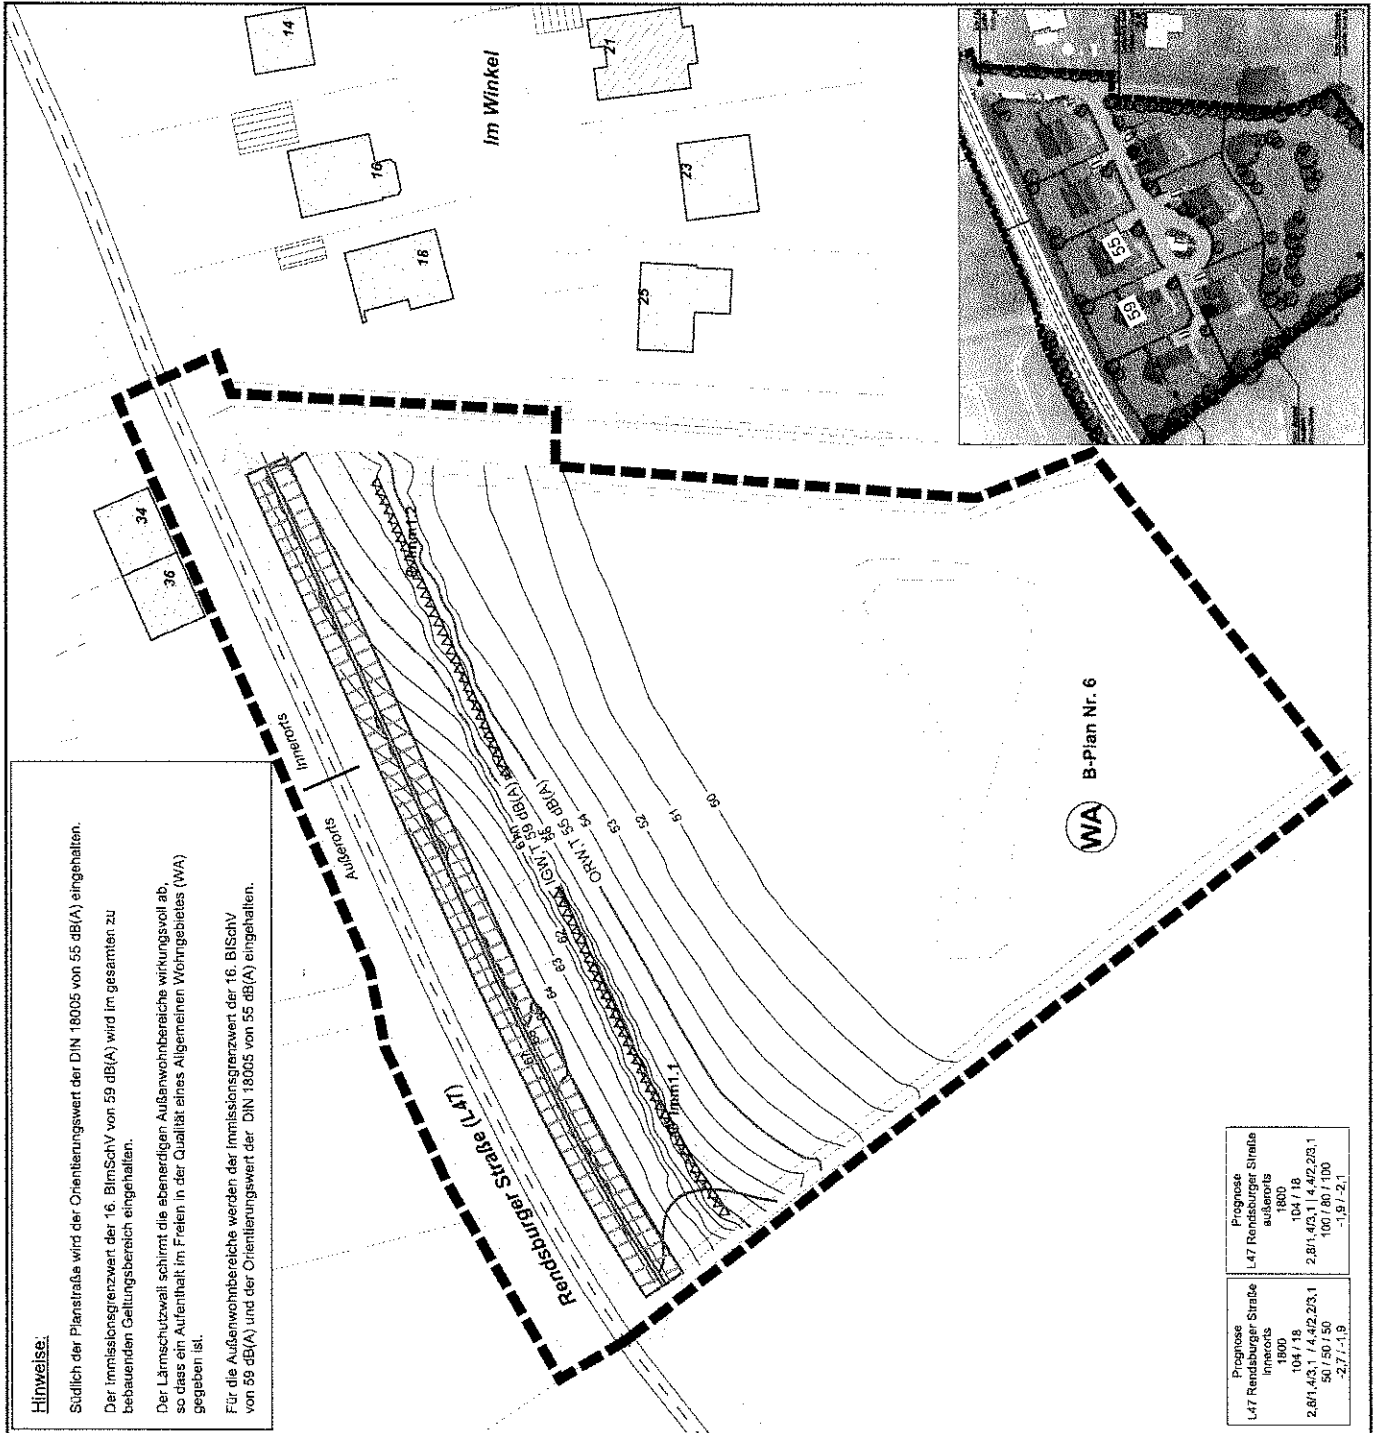 Hinweise:
Südlich der Planstraße wird der Orientierungswert der DIN 18005 von 55 dB(A) eingehalten.
Der Immissionsgrenzwert der 16. BImSchV von 59 dB(A) wird im gesamten zu
bebauenden Geltungsbereich eingehalten.
Der Lärmschutzwall schirmt die ebenerdigen Außenwohnbereiche wirkungsvoll ab,
so dass ein Aufenthalt im Freien in der Qualität eines Allgemeinen Wohngebietes (WA)
gegeben ist.
Für die Außenwohnbereiche werden der Immissionsgrenzwert der 16. BISchV
von 59 dB(A) und der Orientierungswert der DIN 18005 von 55 dB(A) eingehalten.
Außerorts
Innerorts
Rendsburger Straße (L47)
36
34
14
16
18
21
23
25
Im Winkel
67
64
63
62
IGW,T 59 dB(A)
56
ORW,T 55 dB(A)
54
53
52
51
50
Imm1.1
Imm1.2
WA
B-Plan Nr. 6
59
55
Prognose
L47 Rendsburger Straße
innerorts
1800
104 / 18
2,8/1,4/3,1 / 4,4/2,2/3,1
50 / 50 / 50
-2,7 / -1,9
Prognose
L47 Rendsburger Straße
außerorts
1800
104 / 18
2,8/1,4/3,1 / 4,4/2,2/3,1
100 / 80 / 100
-1,9 / -2,1